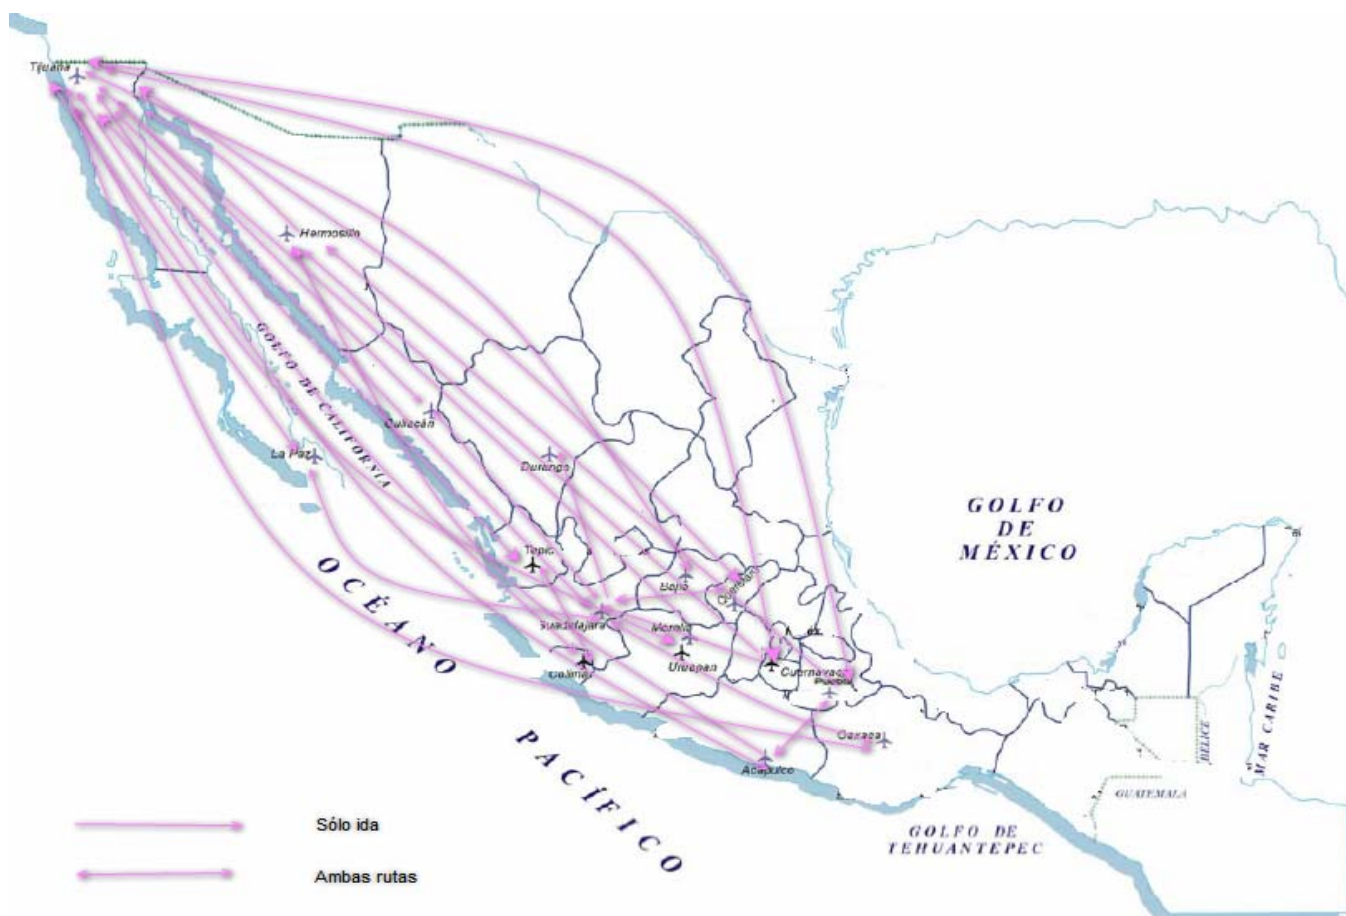 Tijuana
Hermosillo
GOLFO DE CALIFORNIA
Culiacán
La Paz
Durango
GOLFO
DE
MÉXICO
Tepic
Bajío
Guadalajara
Morelia
Uruapan
Colima
Cuernavaca
Puebla
Oaxaca
Acapulco
OCÉANO
PACÍFICO
MAR CARIBE
BELICE
GUATEMALA
GOLFO DE
TEHUANTEPEC
Sólo ida
Ambas rutas